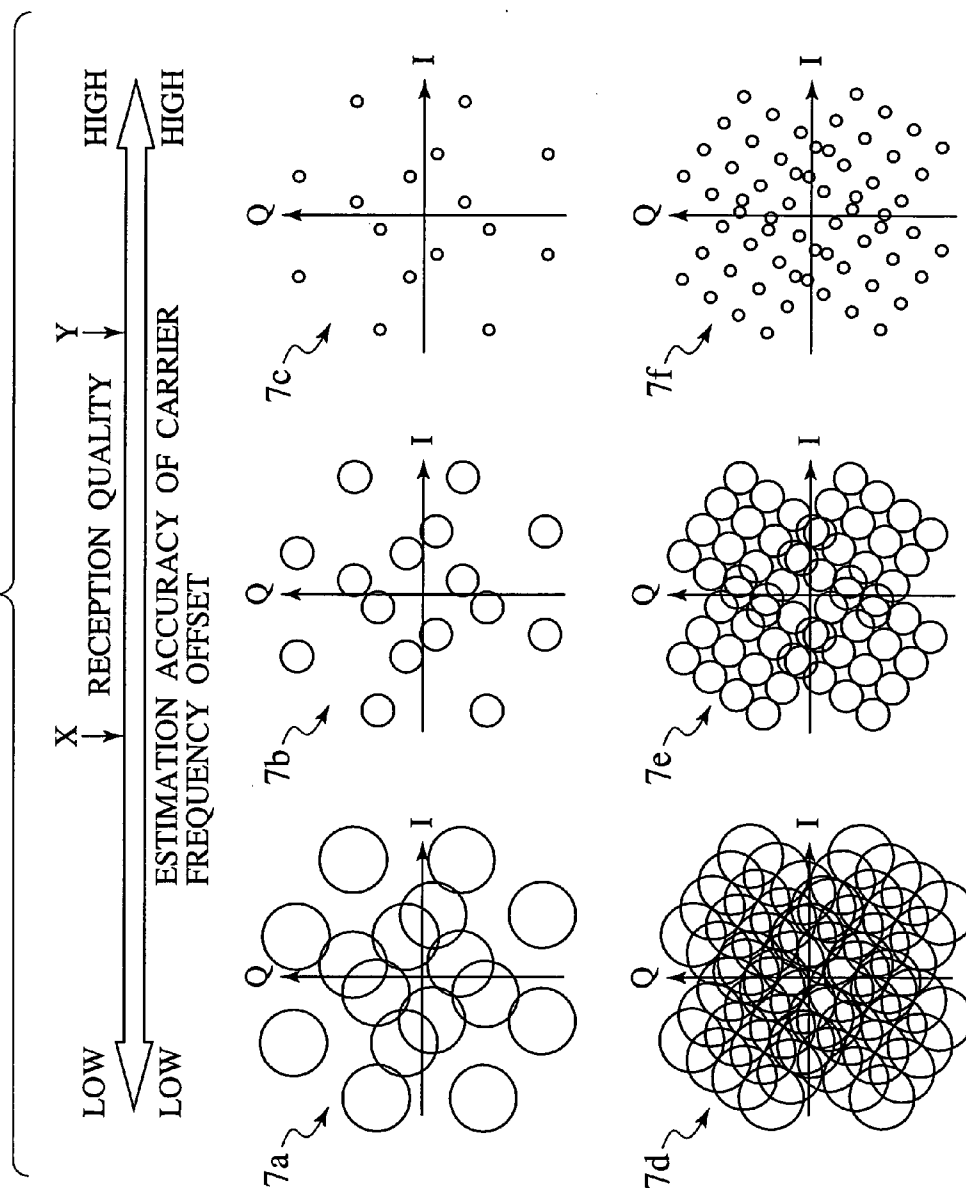 X
Y
LOW
RECEPTION QUALITY
HIGH
LOW
ESTIMATION ACCURACY OF CARRIER
FREQUENCY OFFSET
HIGH
7a
Q
I
7b
Q
I
7c
Q
I
7d
Q
I
7e
Q
I
7f
Q
I